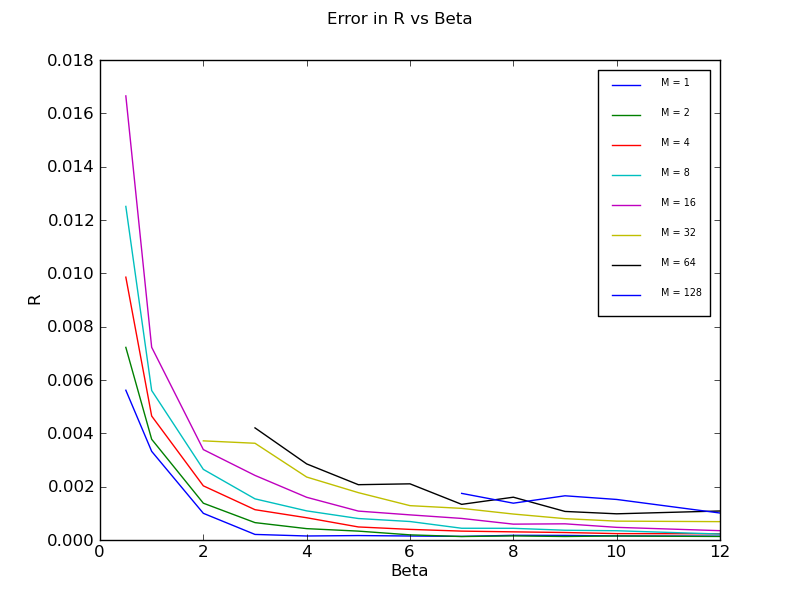 Error in R vs Beta
0.018
0.016
0.014
0.012
0.010
0.008
0.006
0.004
0.002
0.000
R
M = 1
M = 2
M = 4
M = 8
M = 16
M = 32
M = 64
M = 128
0 2 4 6 8 10 12
Beta